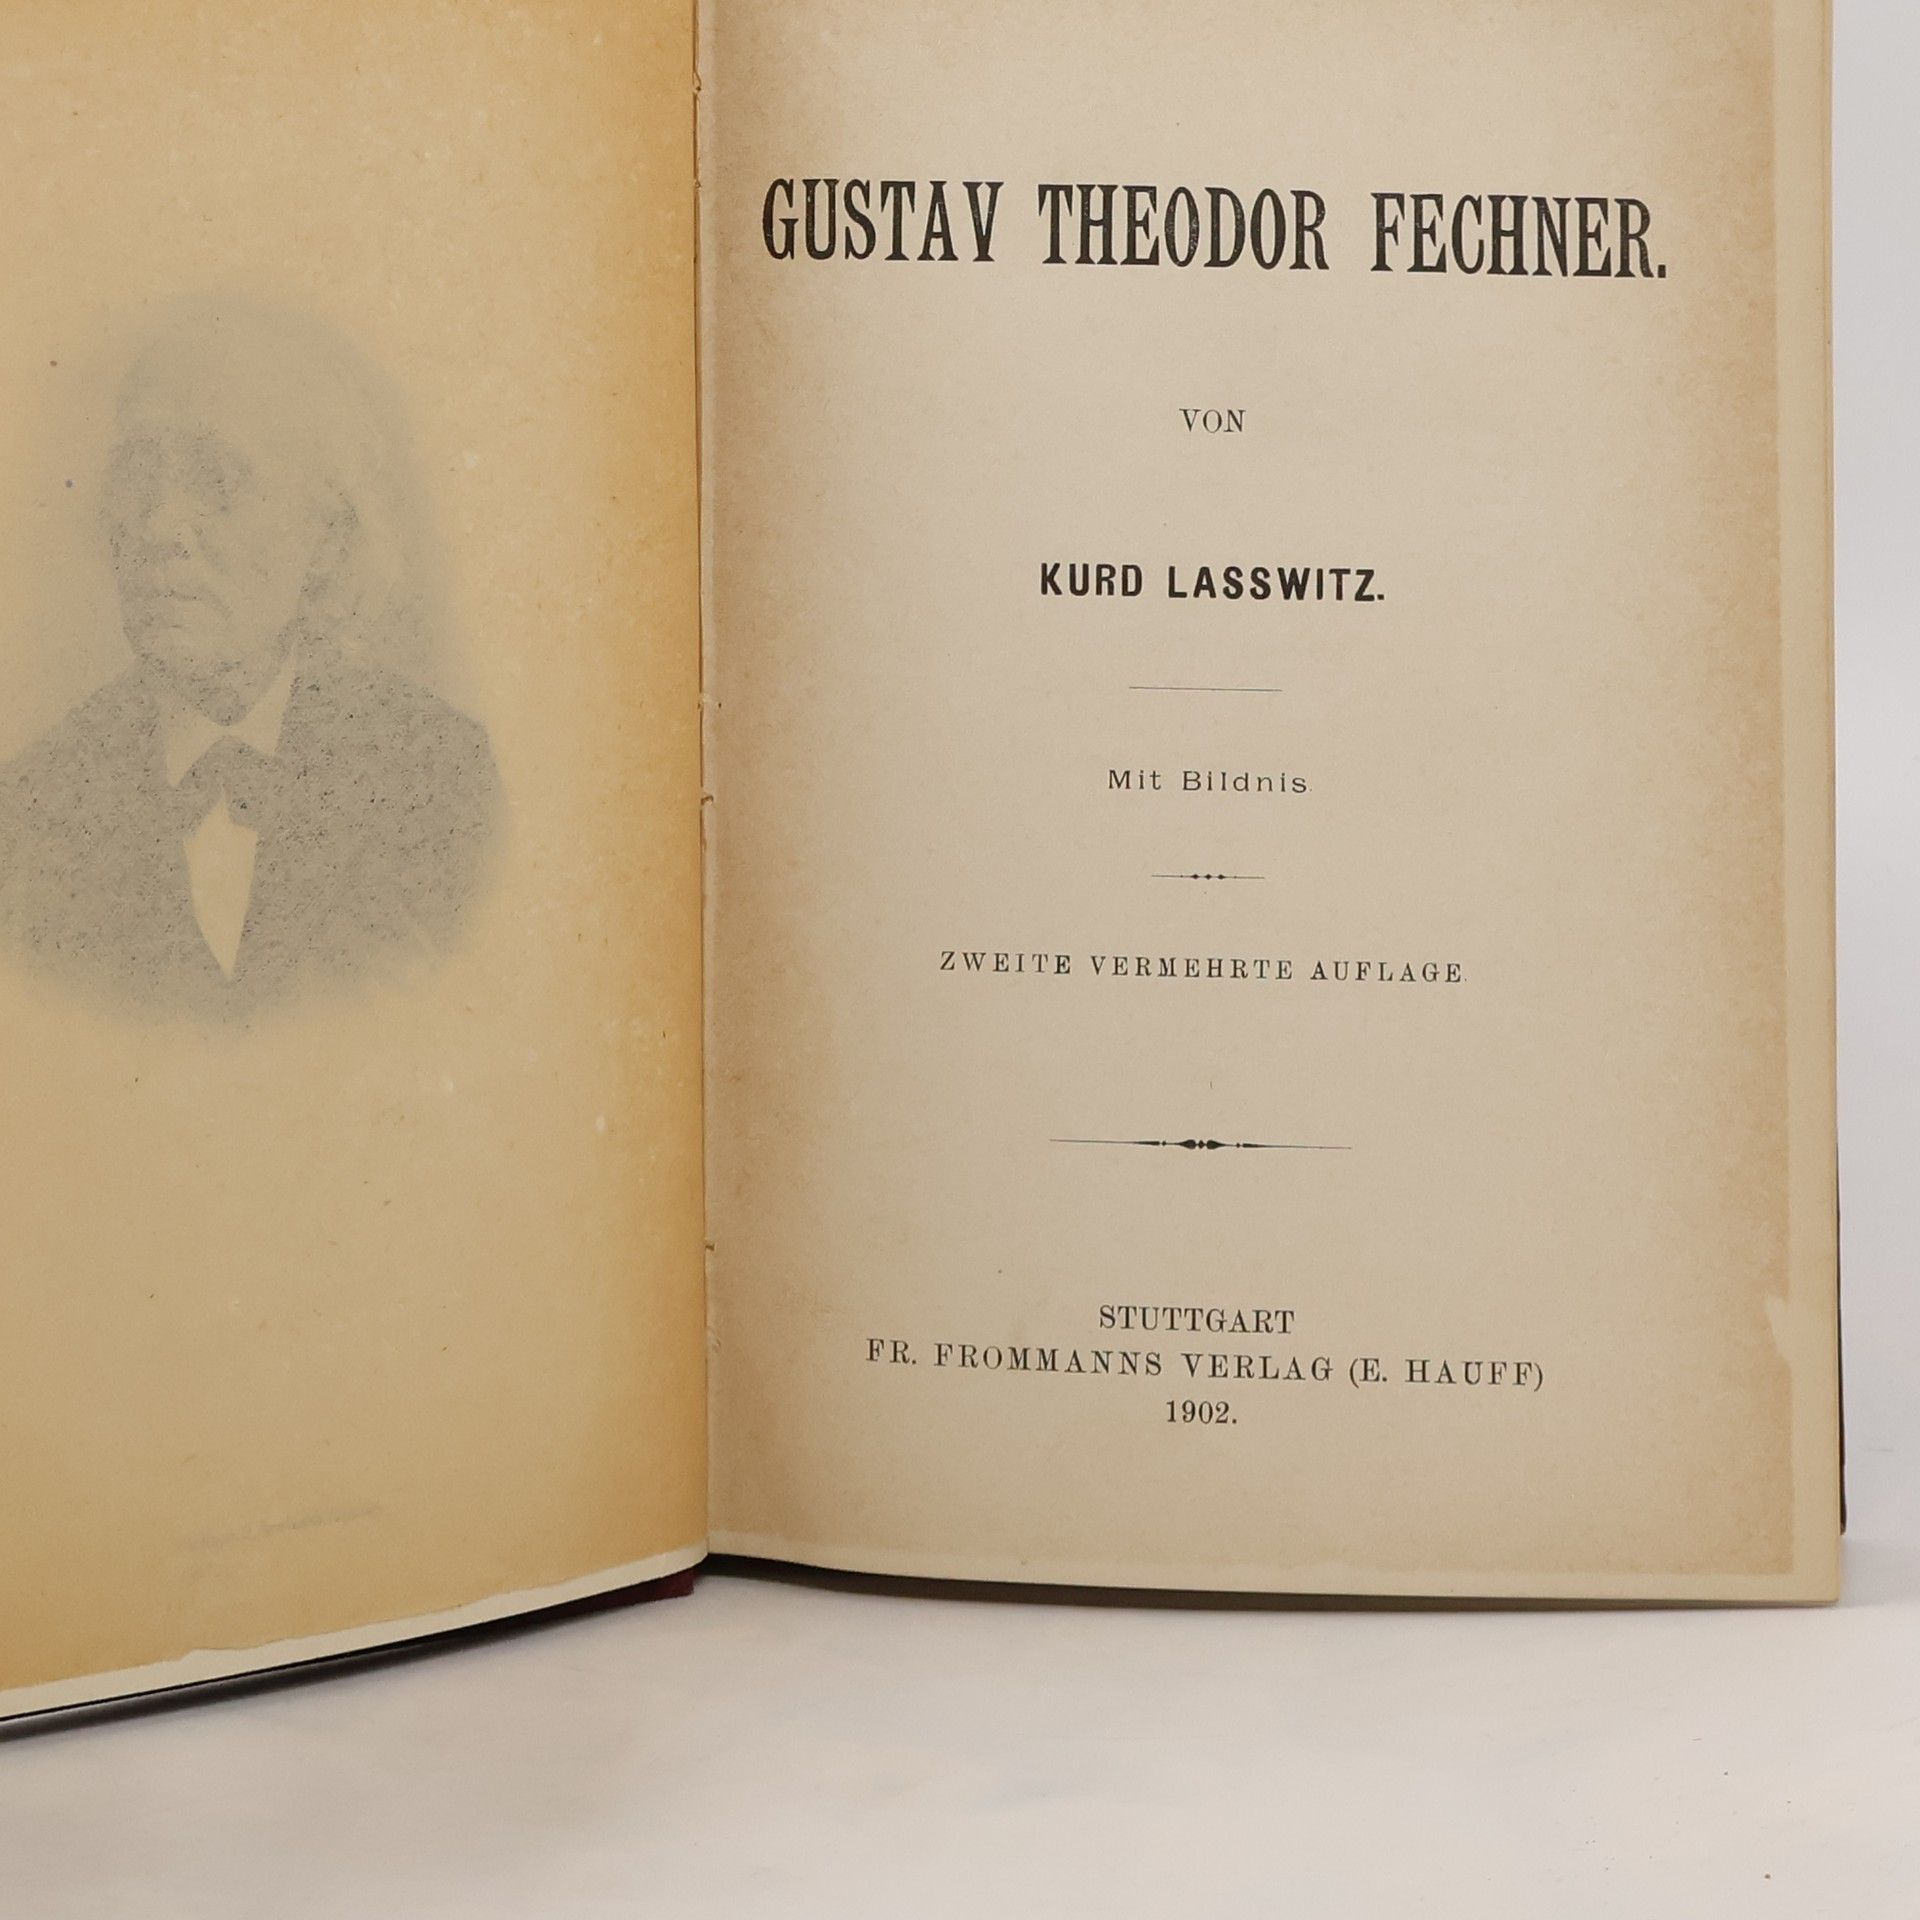 GUSTAV THEODOR FECHNER.
VON
KURD LASSWITZ.
Mit Bildnis.
ZWEITE VERMEHRTE AUFLAGE.
STUTTGART
FR. FROMMANNS VERLAG (E. HAUFF)
1902.